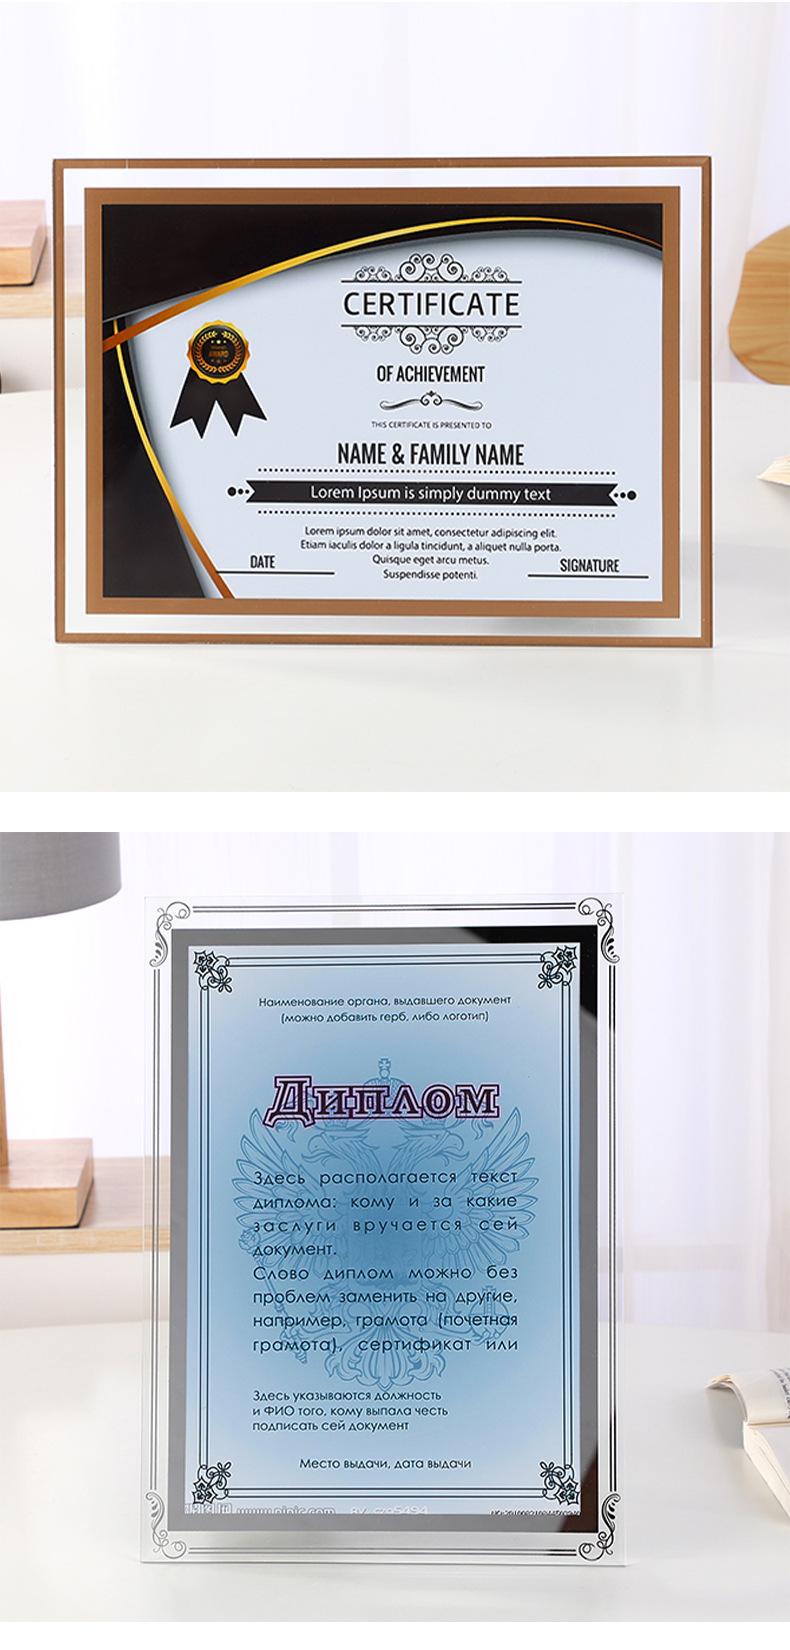 AWARD
CERTIFICATE
OF ACHIEVEMENT
THIS CERTIFICATE IS PRESENTED TO
NAME & FAMILY NAME
Lorem Ipsum is simply dummy text
Lorem ipsum dolor sit amet, consectetur adipiscing elit.
Etiam iaculis dolor a ligula tincidunt, a aliquet nulla porta.
Quisque eget arcu metus.
Suspendisse potenti.
DATE
SIGNATURE
Наименование органа, выдавшего документ
(можно добавить герб, либо логотип)
Диплом
Здесь располагается текст
диплома: кому и за какие
заслуги вручается сей
документ.
Слово диплом можно без
проблем заменить на другие,
например, грамота (почетная
грамота), сертификат или
Здесь указываются должность
и ФИО того, кому выпала честь
подписать сей документ
Место выдачи, дата выдачи
www.nipic.com